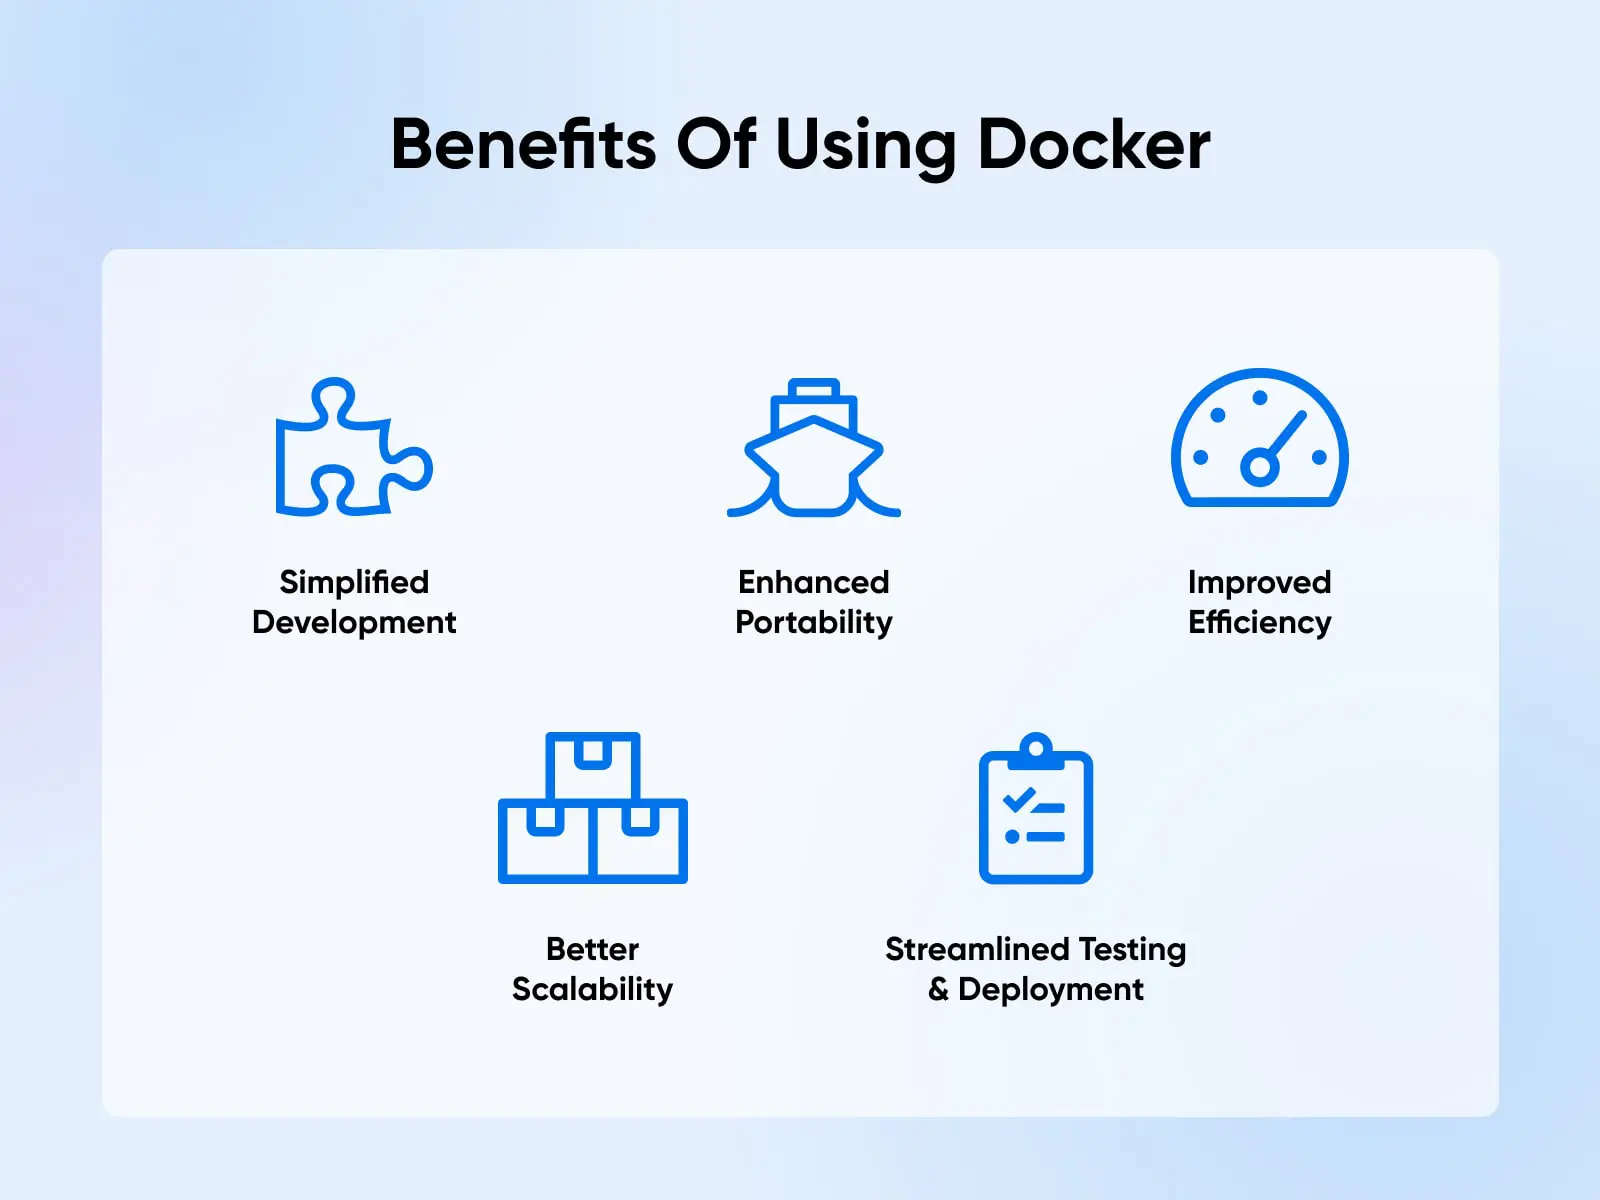 Benefits Of Using Docker
Simplified
Development
Enhanced
Portability
Improved
Efficiency
Better
Scalability
Streamlined Testing
& Deployment